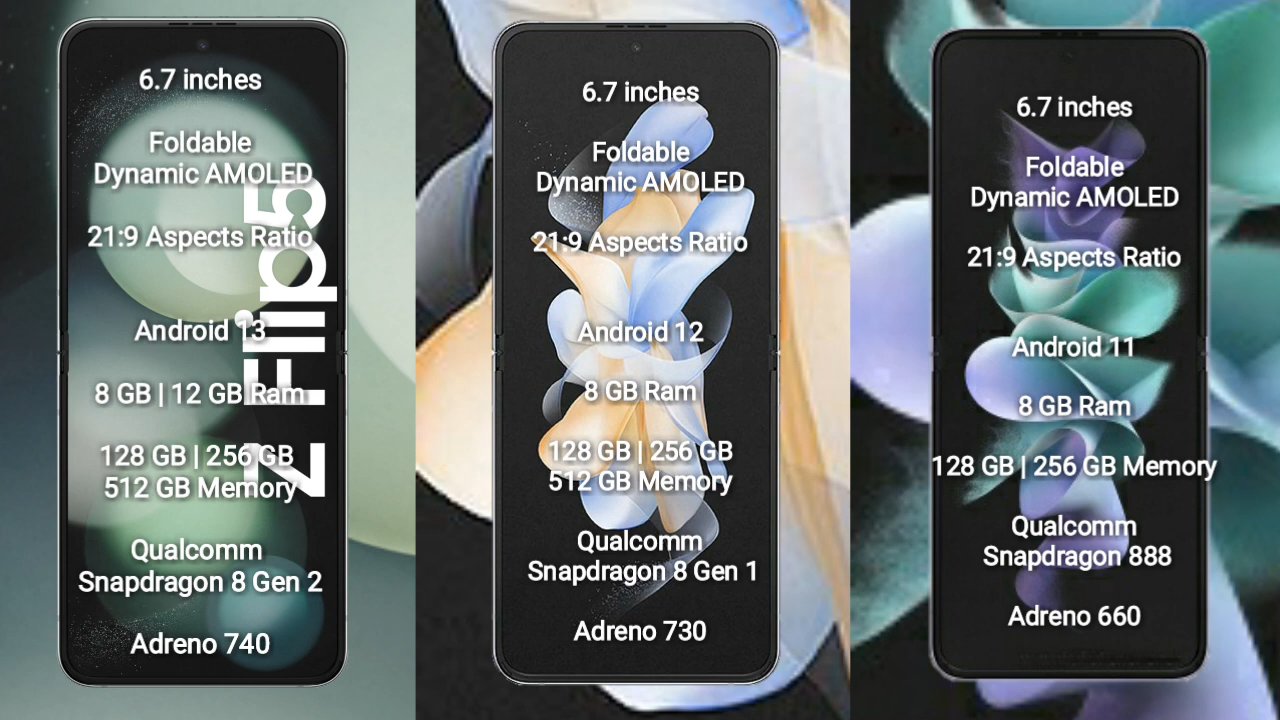 6.7 inches
Foldable
Dynamic AMOLED
21:9 Aspects Ratio
Android 13
8 GB | 12 GB Ram
128 GB | 256 GB
512 GB Memory
Qualcomm
Snapdragon 8 Gen 2
Adreno 740
Z Flip5
6.7 inches
Foldable
Dynamic AMOLED
21:9 Aspects Ratio
Android 12
8 GB Ram
128 GB | 256 GB
512 GB Memory
Qualcomm
Snapdragon 8 Gen 1
Adreno 730
6.7 inches
Foldable
Dynamic AMOLED
21:9 Aspects Ratio
Android 11
8 GB Ram
128 GB | 256 GB Memory
Qualcomm
Snapdragon 888
Adreno 660